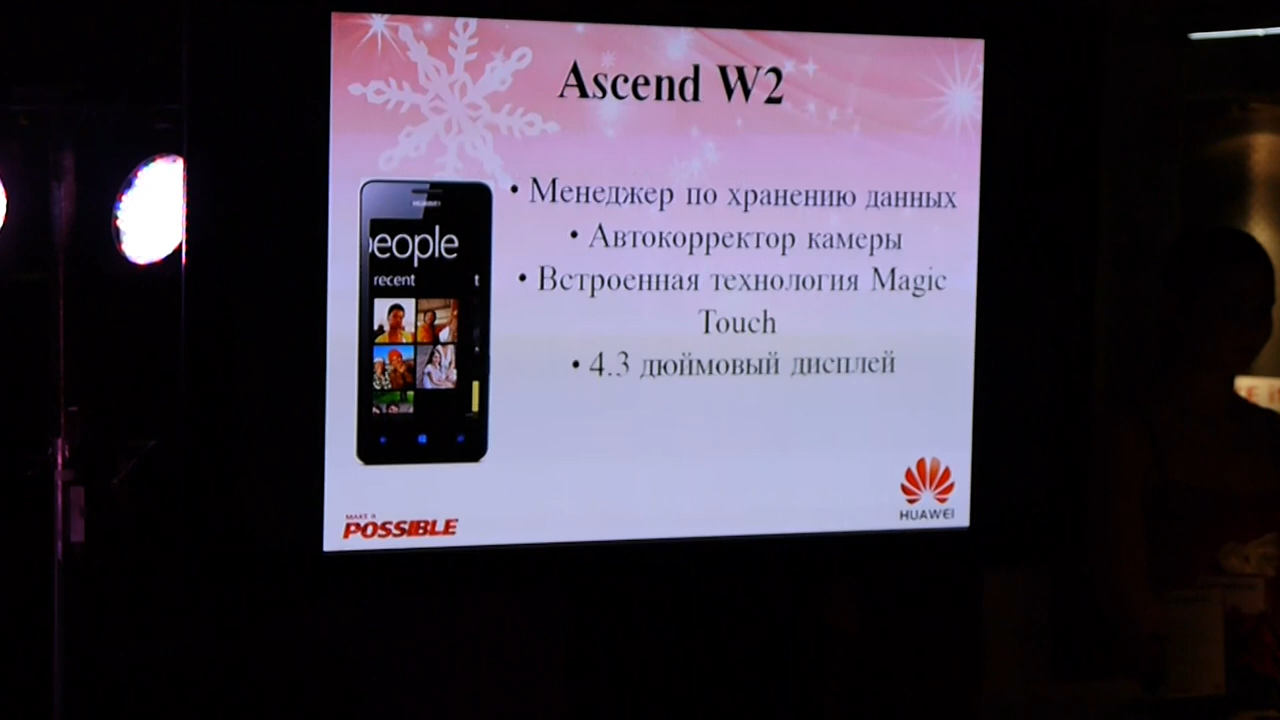 Ascend W2
• Менеджер по хранению данных
• Автокорректор камеры
• Встроенная технология Magic
Touch
• 4.3 дюймовый дисплей
HUAWEI
people
recent
t
MAKE it
POSSIBLE
HUAWEI